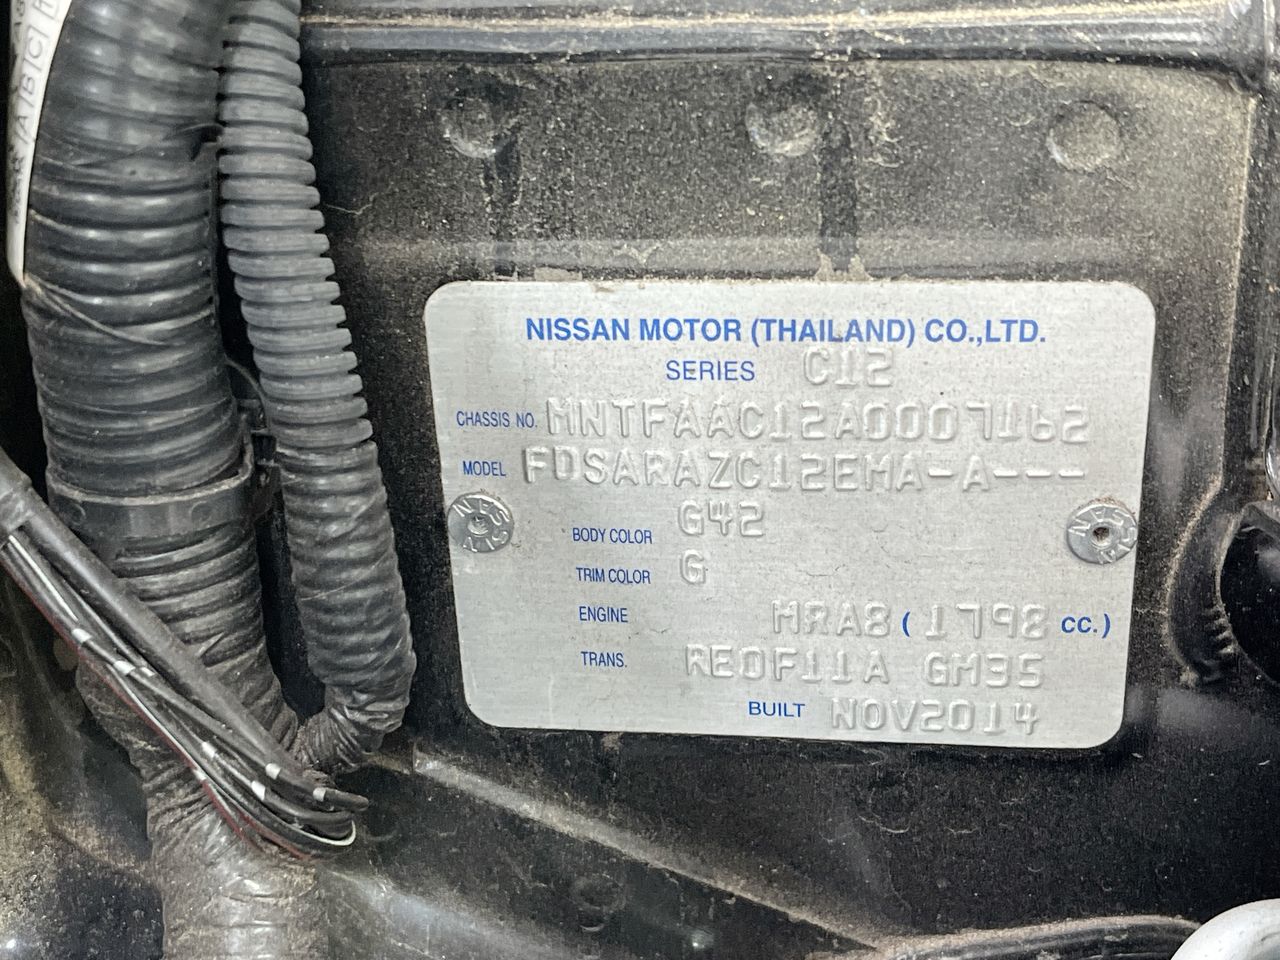 NISSAN MOTOR (THAILAND) CO.,LTD.
SERIES C12
CHASSIS NO. MNTFAAC12A0007162
MODEL FDSARAZC12EMA-A---
BODY COLOR G42
TRIM COLOR G
ENGINE MRA8 (1798 CC.)
TRANS. RE0F11A GM35
BUILT NOV2014